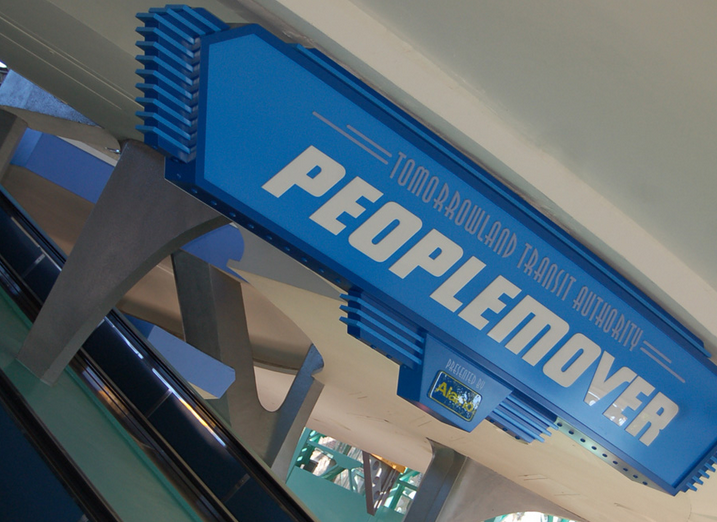 TOMORROWLAND TRANSIT AUTHORITY
PEOPLEMOVER
PRESENTED BY
Alamo